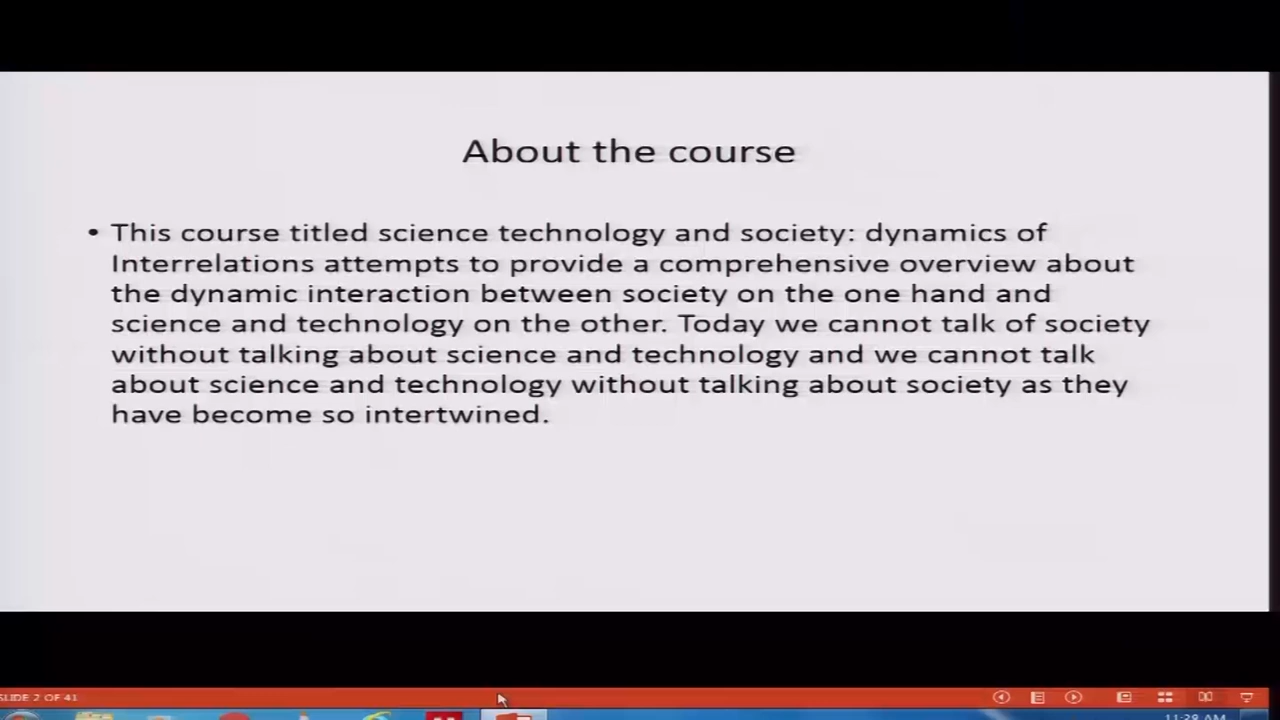 About the course
• This course titled science technology and society: dynamics of
Interrelations attempts to provide a comprehensive overview about
the dynamic interaction between society on the one hand and
science and technology on the other. Today we cannot talk of society
without talking about science and technology and we cannot talk
about science and technology without talking about society as they
have become so intertwined.
SLIDE 2 OF 41
11:28 AM